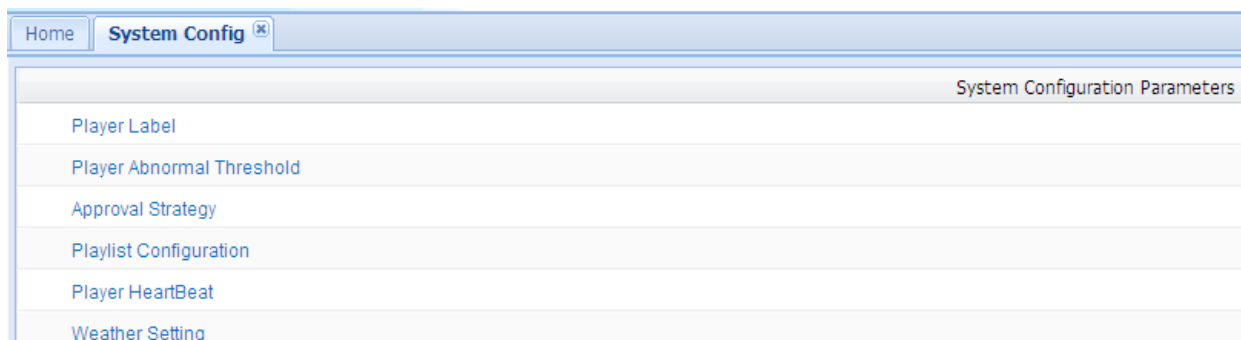 Home System Config
System Configuration Parameters
Player Label
Player Abnormal Threshold
Approval Strategy
Playlist Configuration
Player HeartBeat
Weather Setting